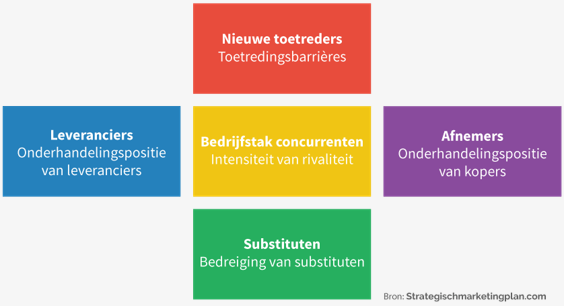 Nieuwe toetreders
Toetredingsbarrières
Leveranciers
Onderhandelingspositie
van leveranciers
Bedrijfstak concurrenten
Intensiteit van rivaliteit
Afnemers
Onderhandelingspositie
van kopers
Substituten
Bedreiging van substituten
Bron: Strategischmarketingplan.com